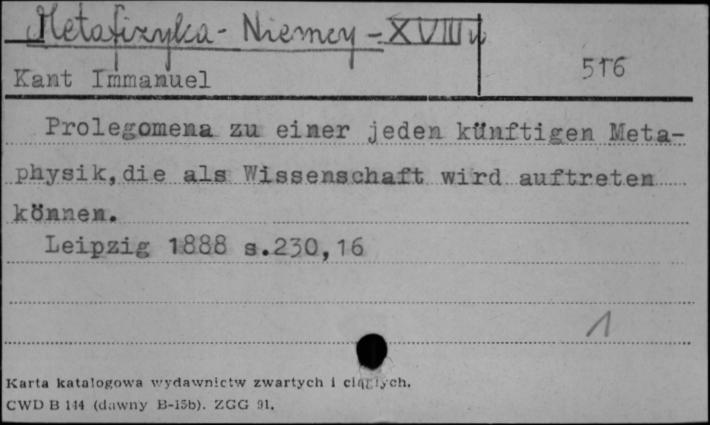 Metafizyka - Niemcy - XVIII w
Kant Immanuel 516
Prolegomena zu einer jeden künftigen Meta-
physik,die als Wissenschaft wird auftreten
können.
Leipzig 1888 s.230,16
1
Karta katalogowa wydawnictw zwartych i ciągłych.
CWD B 144 (dawny B-15b). ZGG 91.